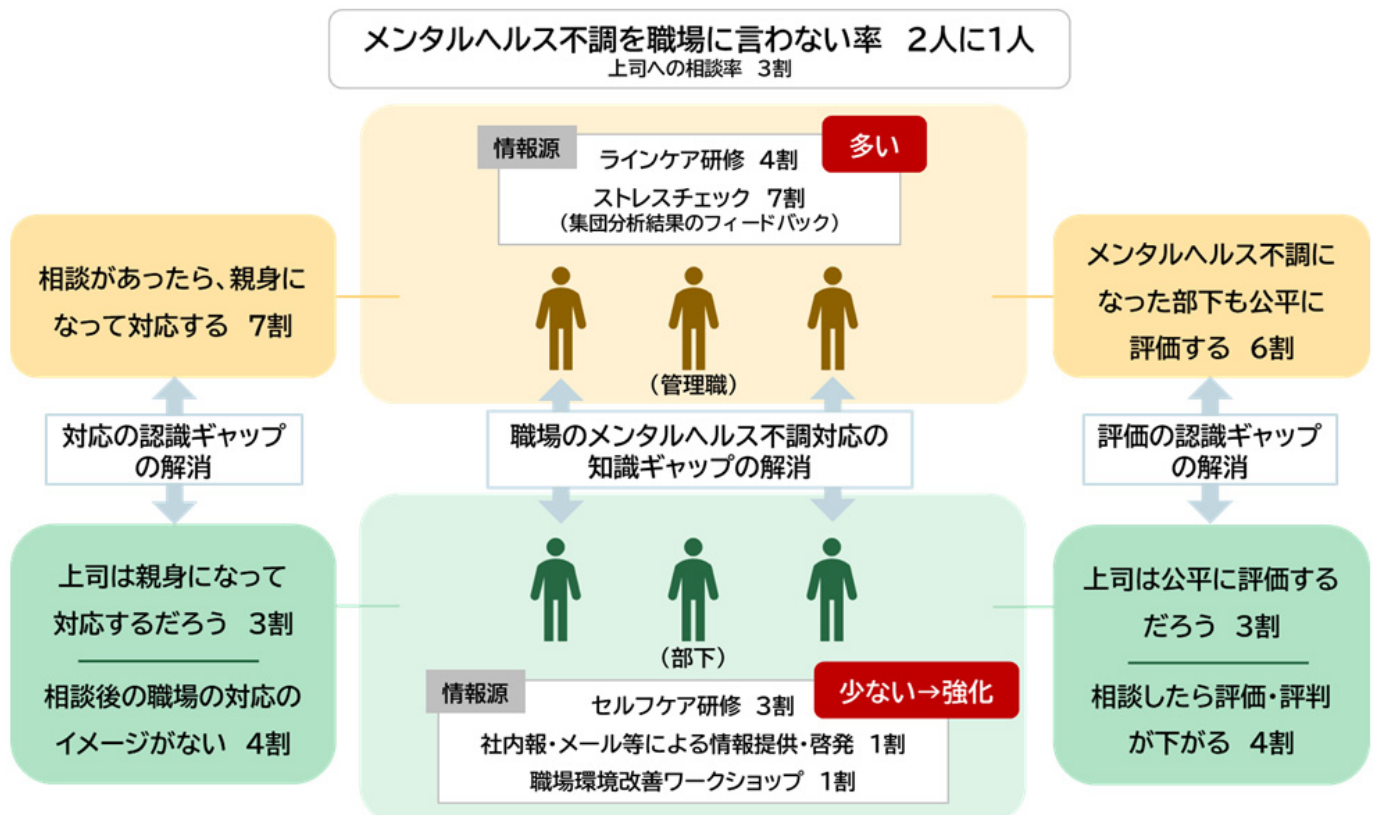 メンタルヘルス不調を職場に言わない率 2人に1人
上司への相談率 3割
情報源
多い
ラインケア研修 4割
ストレスチェック 7割
（集団分析結果のフィードバック）
相談があったら、親身に
なって対応する 7割
メンタルヘルス不調に
なった部下も公平に
評価する 6割
（管理職）
対応の認識ギャップ
の解消
職場のメンタルヘルス不調対応の
知識ギャップの解消
評価の認識ギャップ
の解消
上司は親身になって
対応するだろう 3割
相談後の職場の対応の
イメージがない 4割
（部下）
情報源
少ない→強化
セルフケア研修 3割
社内報・メール等による情報提供・啓発 1割
職場環境改善ワークショップ 1割
上司は公平に評価する
だろう 3割
相談したら評価・評判
が下がる 4割